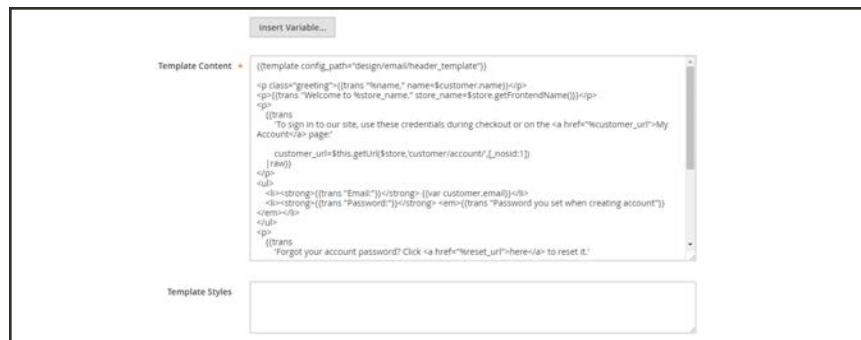 Insert Variable...
Template Content *
{{template config_path="design/email/header_template"}}
<p class="greeting">{{trans "%name," name=$customer.name}}</p>
<p>{{trans "Welcome to %store_name." store_name=$store.getFrontendName()}}</p>
<p>
{{trans
'To sign in to our site, use these credentials during checkout or on the <a href="%customer_url">My
Account</a> page:'
customer_url=$this.getUrl($store,'customer/account/',[_nosid:1])
|raw}}
</p>
<ul>
<li><strong>{{trans "Email:"}}</strong> {{var customer.email}}</li>
<li><strong>{{trans "Password:"}}</strong> <em>{{trans "Password you set when creating account"}}
</em></li>
</ul>
<p>
{{trans
'Forgot your account password? Click <a href="%reset_url">here</a> to reset it.'
Template Styles